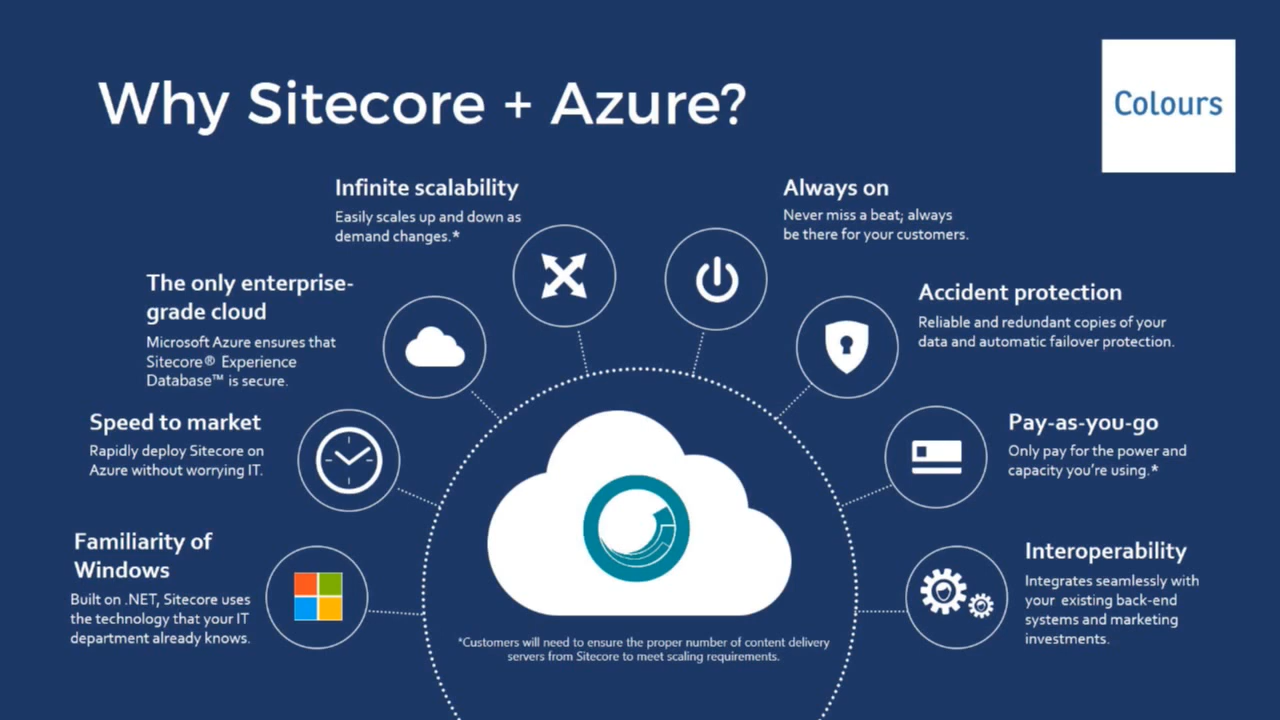 Why Sitecore + Azure?
Colours
Infinite scalability
Easily scales up and down as
demand changes.*
Always on
Never miss a beat; always
be there for your customers.
The only enterprise-
grade cloud
Microsoft Azure ensures that
Sitecore® Experience
Database™ is secure.
Accident protection
Reliable and redundant copies of your
data and automatic failover protection.
Speed to market
Rapidly deploy Sitecore on
Azure without worrying IT.
Pay-as-you-go
Only pay for the power and
capacity you're using.*
Familiarity of
Windows
Built on .NET, Sitecore uses
the technology that your IT
department already knows.
Interoperability
Integrates seamlessly with
your existing back-end
systems and marketing
investments.
*Customers will need to ensure the proper number of content delivery
servers from Sitecore to meet scaling requirements.